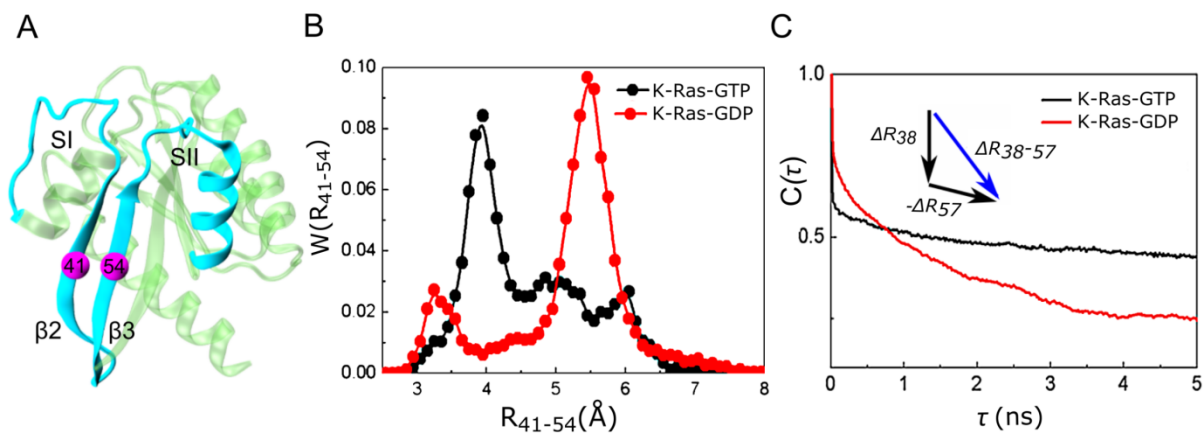 A
SI
SII
41
54
β2
β3
B
W(R41-54)
0.10
0.08
0.06
0.04
0.02
0.00
K-Ras-GTP
K-Ras-GDP
3
4
5
6
7
8
R41-54(Å)
C
C(τ)
1.0
0.5
K-Ras-GTP
K-Ras-GDP
ΔR38
ΔR38-57
-ΔR57
0
1
2
3
4
5
τ (ns)